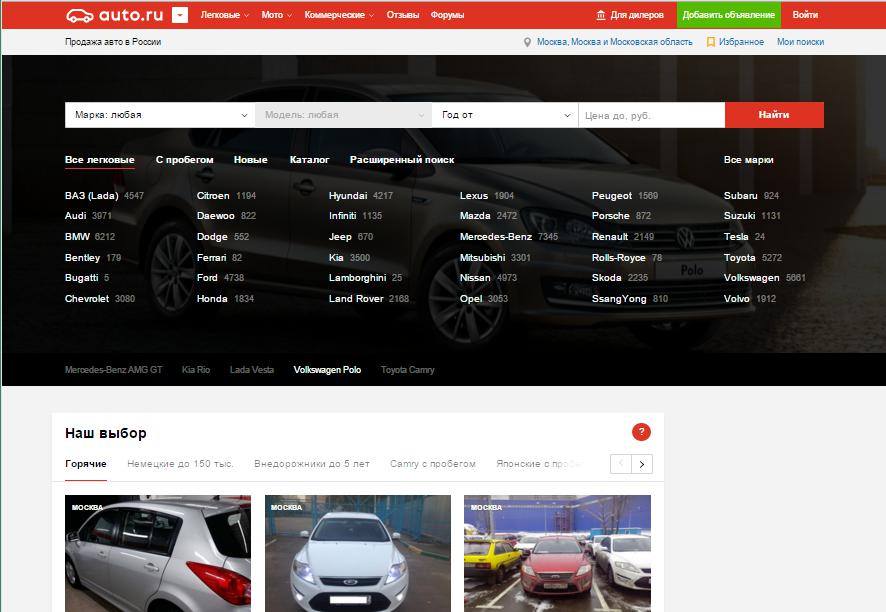 auto.ru Легковые Мото Коммерческие Отзывы Форумы Для дилеров Добавить объявление Войти
Продажа авто в России Москва, Москва и Московская область Избранное Мои поиски
Марка: любая Модель: любая Год от Цена до, руб. Найти
Все легковые С пробегом Новые Каталог Расширенный поиск Все марки
ВАЗ (Lada) 4547 Citroen 1194 Hyundai 4217 Lexus 1904 Peugeot 1569 Subaru 924
Audi 3971 Daewoo 822 Infiniti 1135 Mazda 2472 Porsche 872 Suzuki 1131
BMW 6212 Dodge 552 Jeep 670 Mercedes-Benz 7345 Renault 2149 Tesla 24
Bentley 179 Ferrari 82 Kia 3500 Mitsubishi 3301 Rolls-Royce 78 Toyota 5272
Bugatti 5 Ford 4738 Lamborghini 25 Nissan 4973 Skoda 2235 Volkswagen 5661
Chevrolet 3080 Honda 1834 Land Rover 2168 Opel 3053 SsangYong 810 Volvo 1912
Polo
Mercedes-Benz AMG GT Kia Rio Lada Vesta Volkswagen Polo Toyota Camry
Наш выбор ?
Горячие Немецкие до 150 тыс. Внедорожники до 5 лет Camry с пробегом Японские с проб
МОСКВА МОСКВА МОСКВА